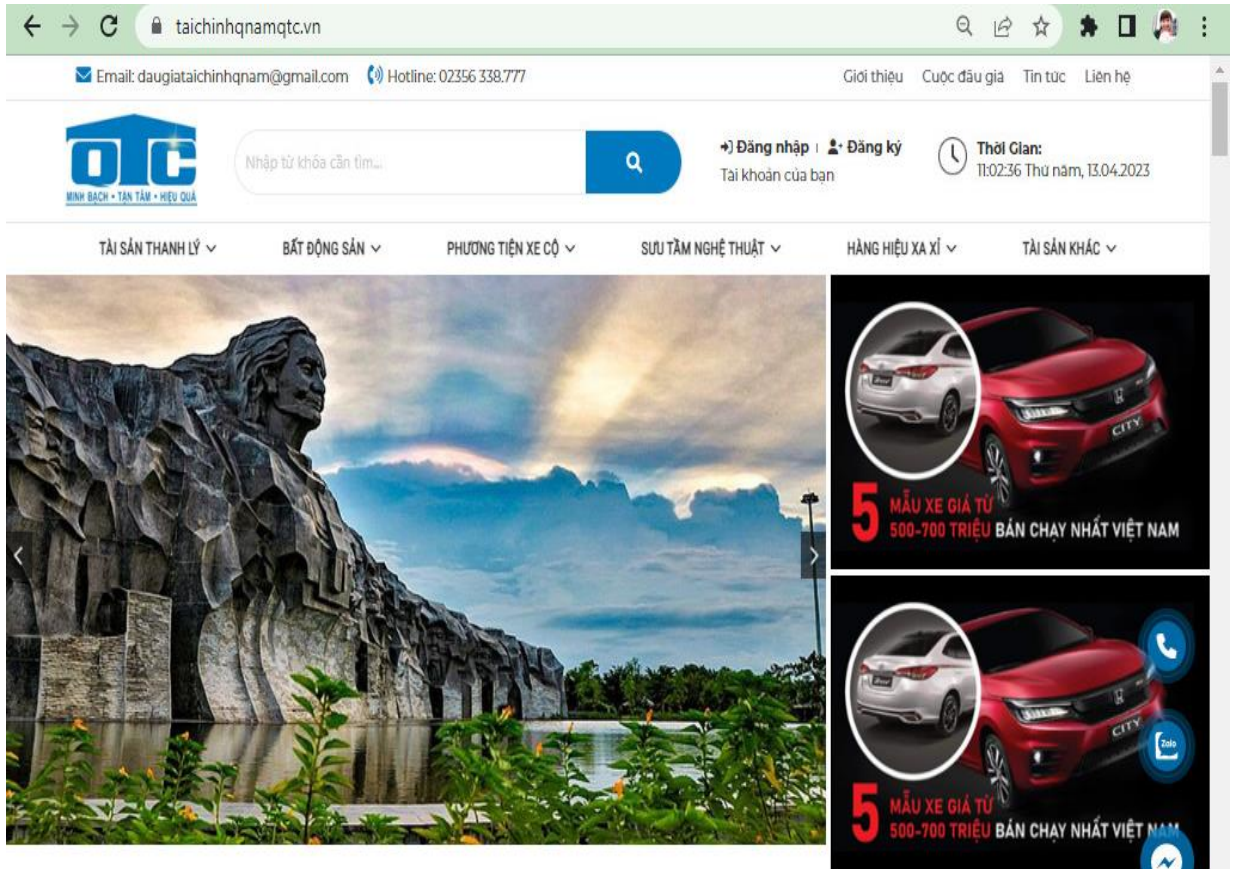 taichinhqnamqtc.vn
Email: daugiataichinhqnam@gmail.com Hotline: 02356 338.777 Giới thiệu Cuộc đấu giá Tin tức Liên hệ
QTC
MINH BẠCH • TẬN TÂM • HIỆU QUẢ
Nhập từ khóa cần tìm...
Đăng nhập | Đăng ký
Tài khoản của bạn
Thời Gian:
11:02:36 Thứ năm, 13.04.2023
TÀI SẢN THANH LÝ BẤT ĐỘNG SẢN PHƯƠNG TIỆN XE CỘ SƯU TẦM NGHỆ THUẬT HÀNG HIỆU XA XỈ TÀI SẢN KHÁC
CITY
5 MẪU XE GIÁ TỪ
500-700 TRIỆU BÁN CHẠY NHẤT VIỆT NAM
CITY
Zalo
5 MẪU XE GIÁ TỪ
500-700 TRIỆU BÁN CHẠY NHẤT VIỆT NAM